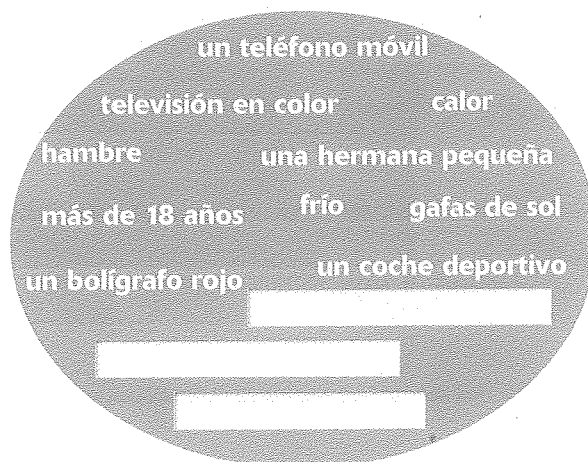 un teléfono móvil
televisión en color
calor
hambre
una hermana pequeña
más de 18 años
frío
gafas de sol
un bolígrafo rojo
un coche deportivo